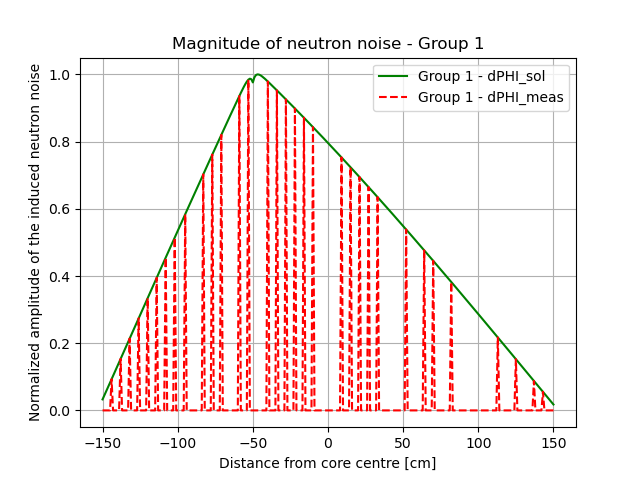 Magnitude of neutron noise - Group 1
Normalized amplitude of the induced neutron noise
1.0
0.8
0.6
0.4
0.2
0.0
Group 1 - dPHI_sol
Group 1 - dPHI_meas
−150 −100 −50 0 50 100 150
Distance from core centre [cm]